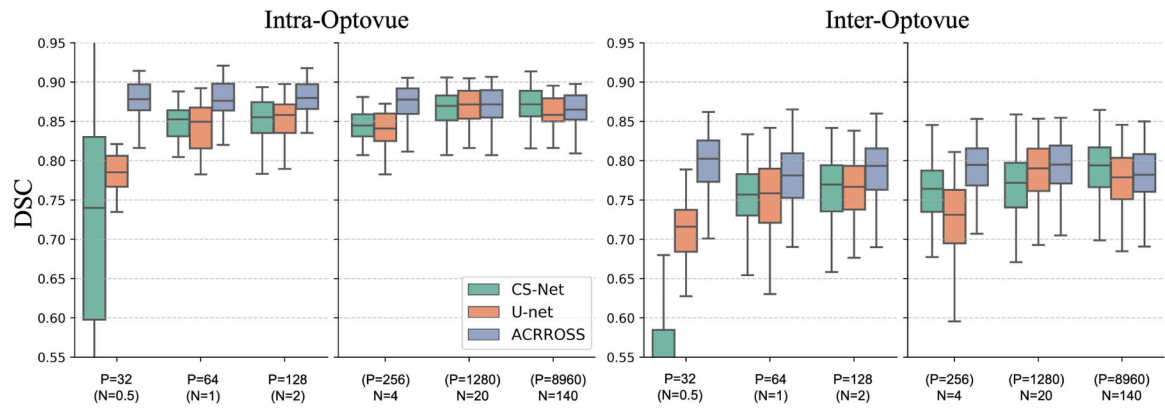 Intra-Optovue
Inter-Optovue
DSC
0.95
0.90
0.85
0.80
0.75
0.70
0.65
0.60
0.55
CS-Net
U-net
ACRROSS
P=32
(N=0.5)
P=64
(N=1)
P=128
(N=2)
(P=256)
N=4
(P=1280)
N=20
(P=8960)
N=140
0.95
0.90
0.85
0.80
0.75
0.70
0.65
0.60
0.55
P=32
(N=0.5)
P=64
(N=1)
P=128
(N=2)
(P=256)
N=4
(P=1280)
N=20
(P=8960)
N=140